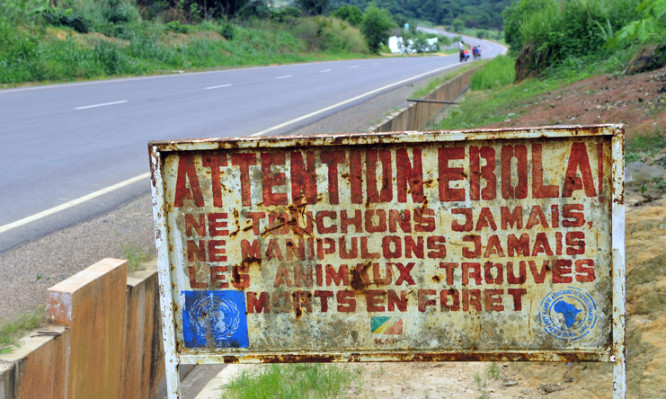 ATTENTION EBOLA
NE TOUCHONS JAMAIS,
NE MANIPULONS JAMAIS
LES ANIMAUX TROUVES
MORTS EN FORET